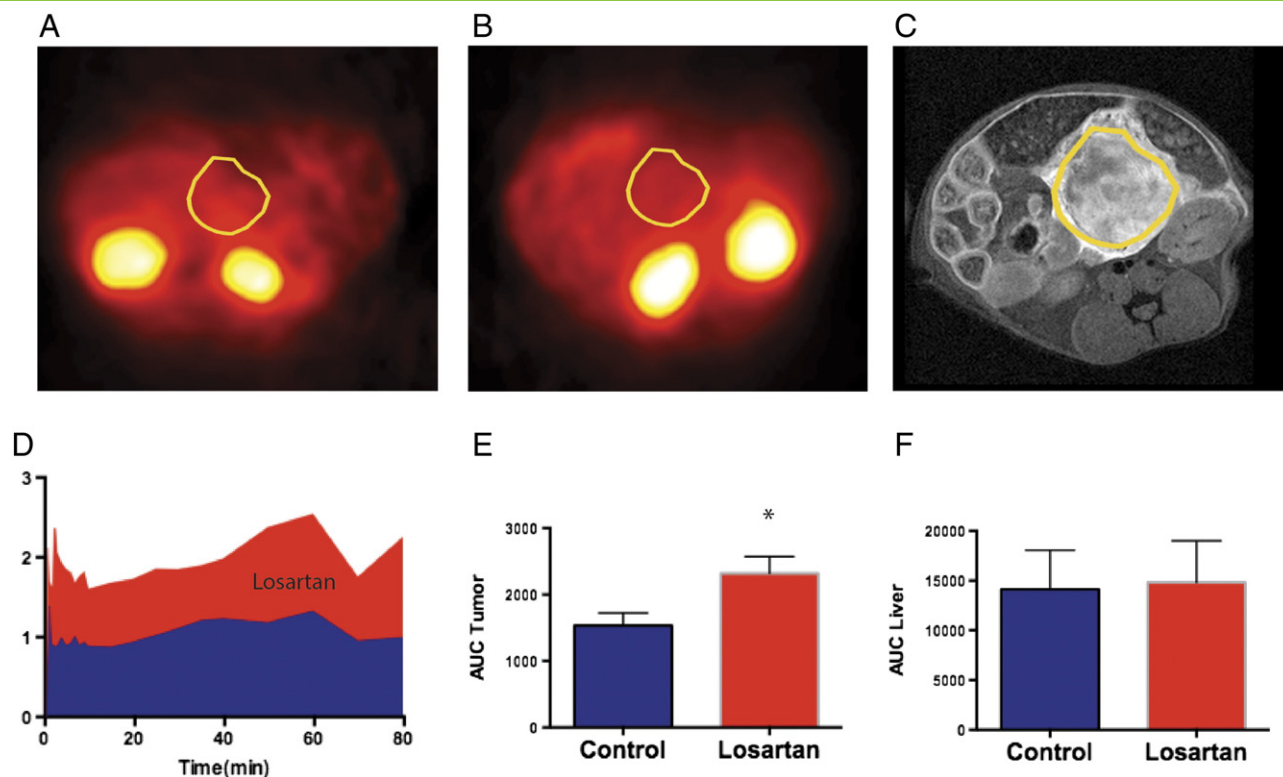 A
B
C
D
3
2
1
0
Losartan
0
20
40
60
80
Time(min)
E
*
AUC Tumor
3000
2000
1000
0
Control
Losartan
F
AUC Liver
20000
15000
10000
5000
0
Control
Losartan